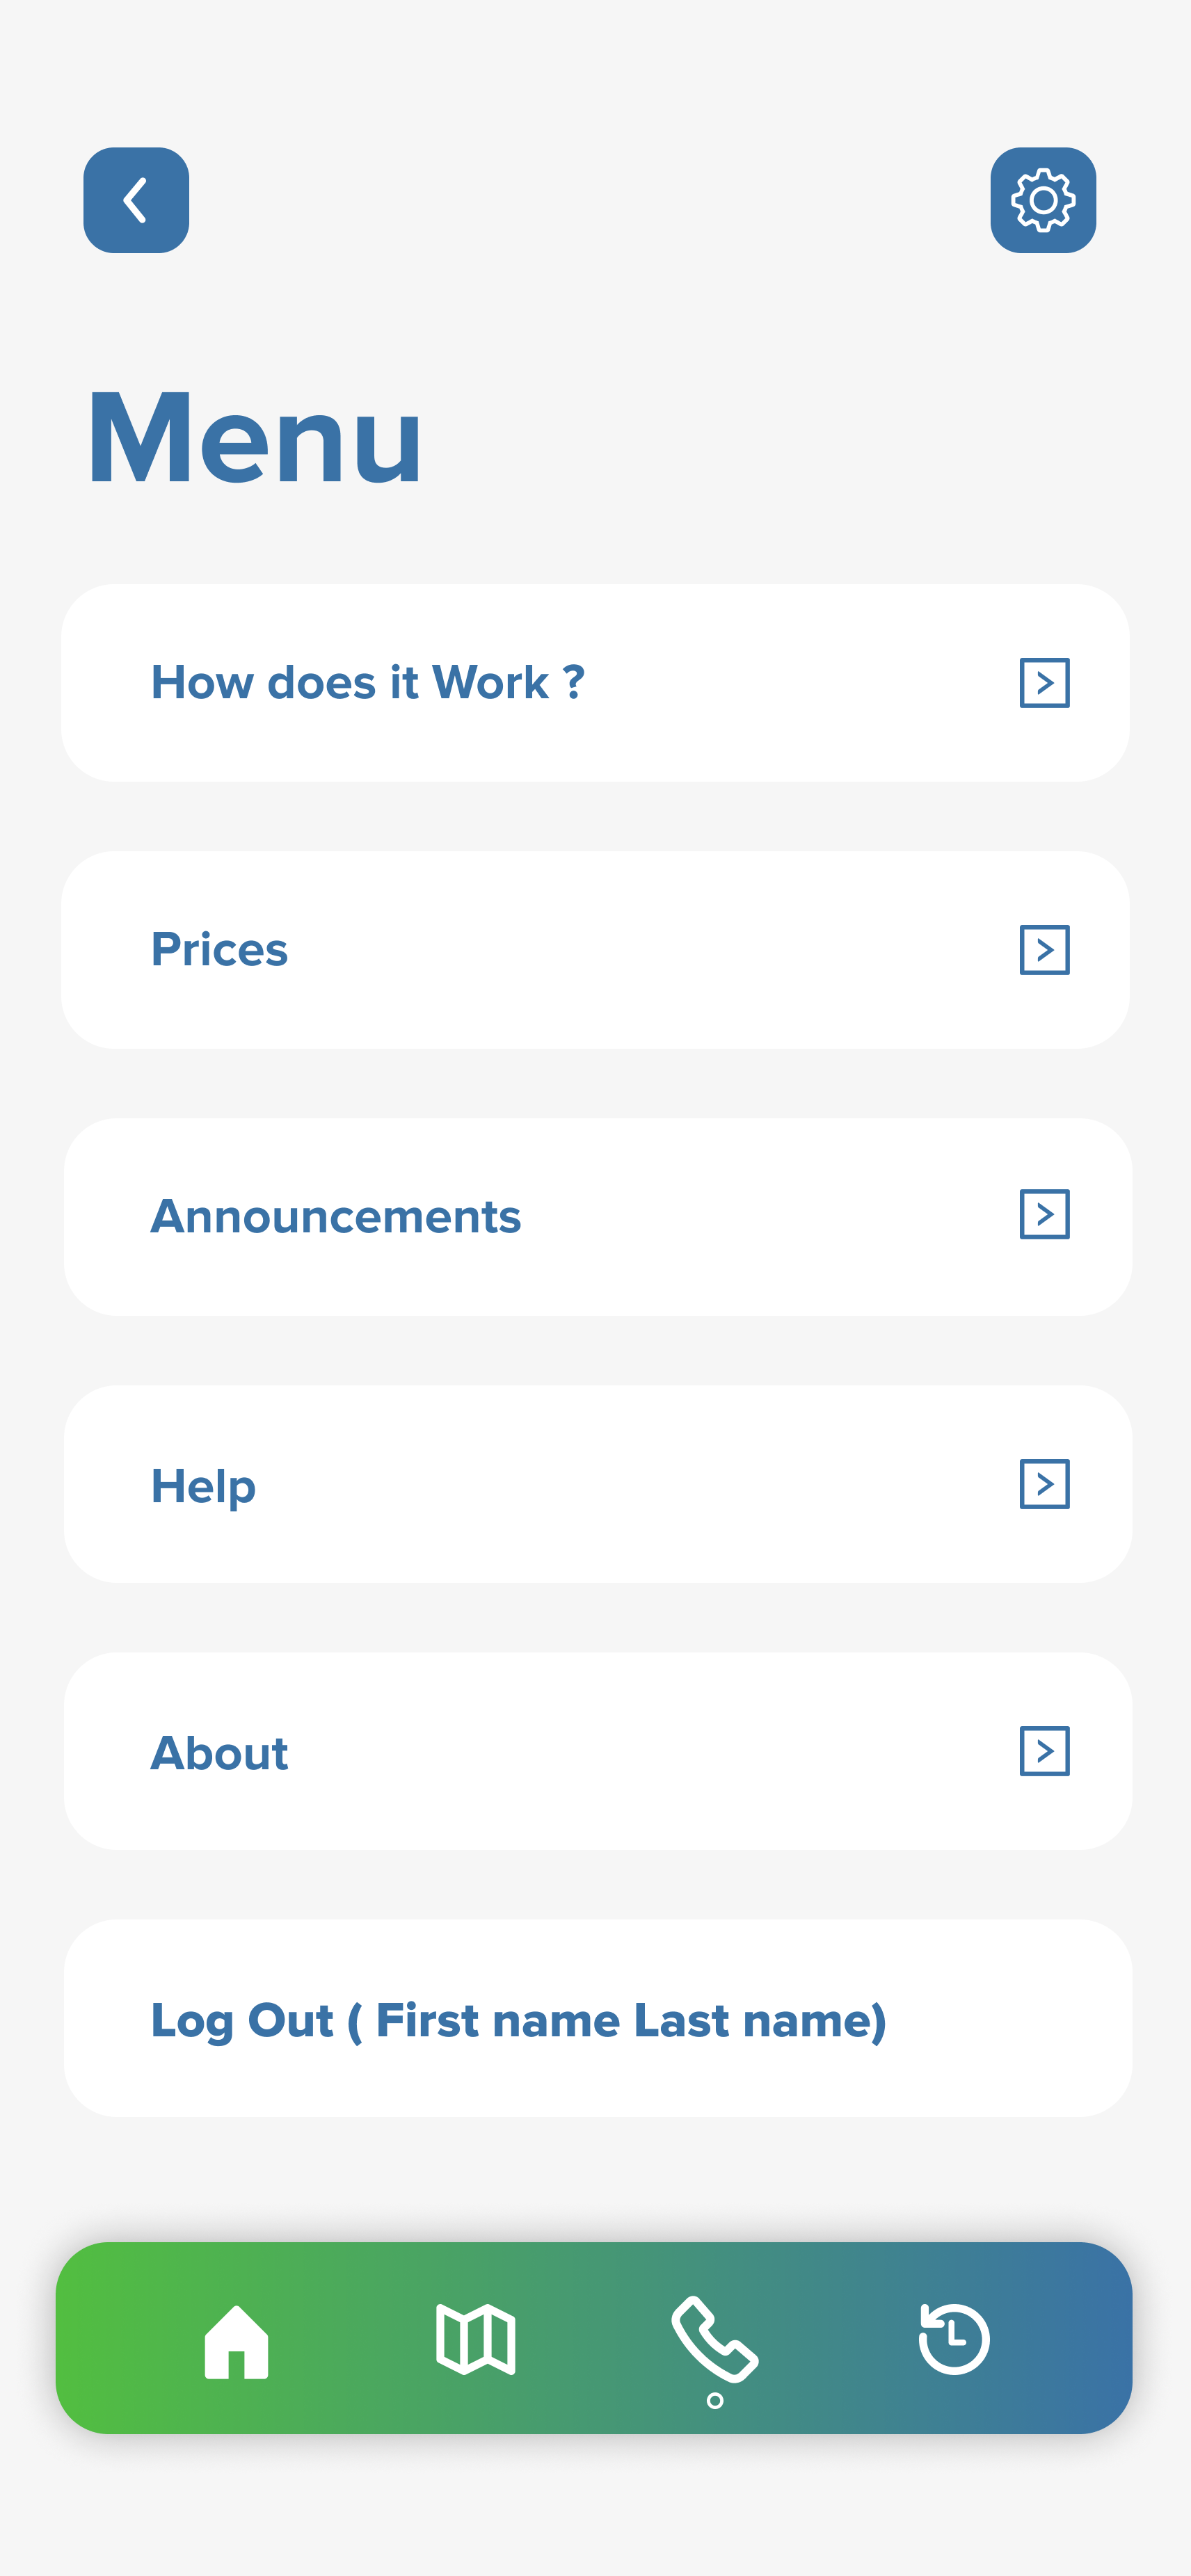 Menu
How does it Work ?
Prices
Announcements
Help
About
Log Out ( First name Last name)